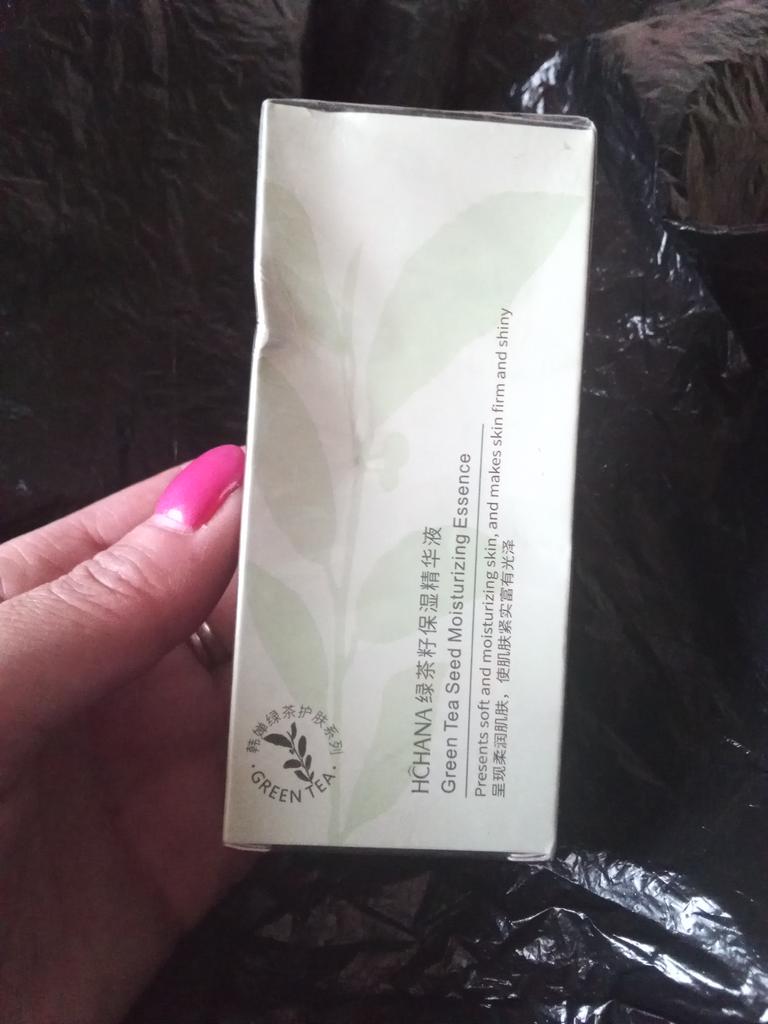 HĈHANA 绿茶籽保湿精华液
Green Tea Seed Moisturizing Essence
Presents soft and moisturizing skin, and makes skin firm and shiny
呈现柔润肌肤，使肌肤紧实富有光泽
韩婵绿茶护肤系列
· GREEN TEA ·